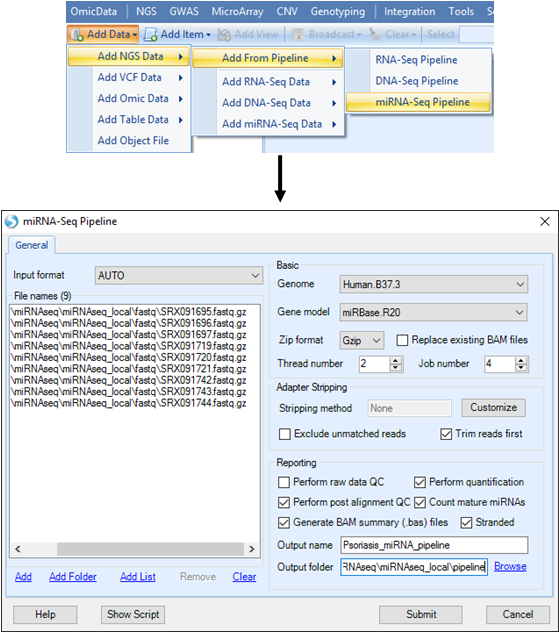 OmicData NGS GWAS MicroArray CNV Genotyping Integration Tools
Add Data Add Item Add View Broadcast Clear Select
Add NGS Data Add From Pipeline RNA-Seq Pipeline
Add VCF Data Add RNA-Seq Data DNA-Seq Pipeline
Add Omic Data Add DNA-Seq Data miRNA-Seq Pipeline
Add Table Data Add miRNA-Seq Data
Add Object File
miRNA-Seq Pipeline
General
Input format AUTO
File names (9)
\miRNAseq\miRNAseq_local\fastq\SRX091695.fastq.gz
\miRNAseq\miRNAseq_local\fastq\SRX091696.fastq.gz
\miRNAseq\miRNAseq_local\fastq\SRX091697.fastq.gz
\miRNAseq\miRNAseq_local\fastq\SRX091719.fastq.gz
\miRNAseq\miRNAseq_local\fastq\SRX091720.fastq.gz
\miRNAseq\miRNAseq_local\fastq\SRX091721.fastq.gz
\miRNAseq\miRNAseq_local\fastq\SRX091742.fastq.gz
\miRNAseq\miRNAseq_local\fastq\SRX091743.fastq.gz
\miRNAseq\miRNAseq_local\fastq\SRX091744.fastq.gz
Add Add Folder Add List Remove Clear
Basic
Genome Human.B37.3
Gene model miRBase.R20
Zip format Gzip Replace existing BAM files
Thread number 2 Job number 4
Adapter Stripping
Stripping method None Customize
Exclude unmatched reads Trim reads first
Reporting
Perform raw data QC Perform quantification
Perform post alignment QC Count mature miRNAs
Generate BAM summary (.bas) files Stranded
Output name Psoriasis_miRNA_pipeline
Output folder RNAseq\miRNAseq_local\pipeline Browse
Help Show Script Submit Cancel